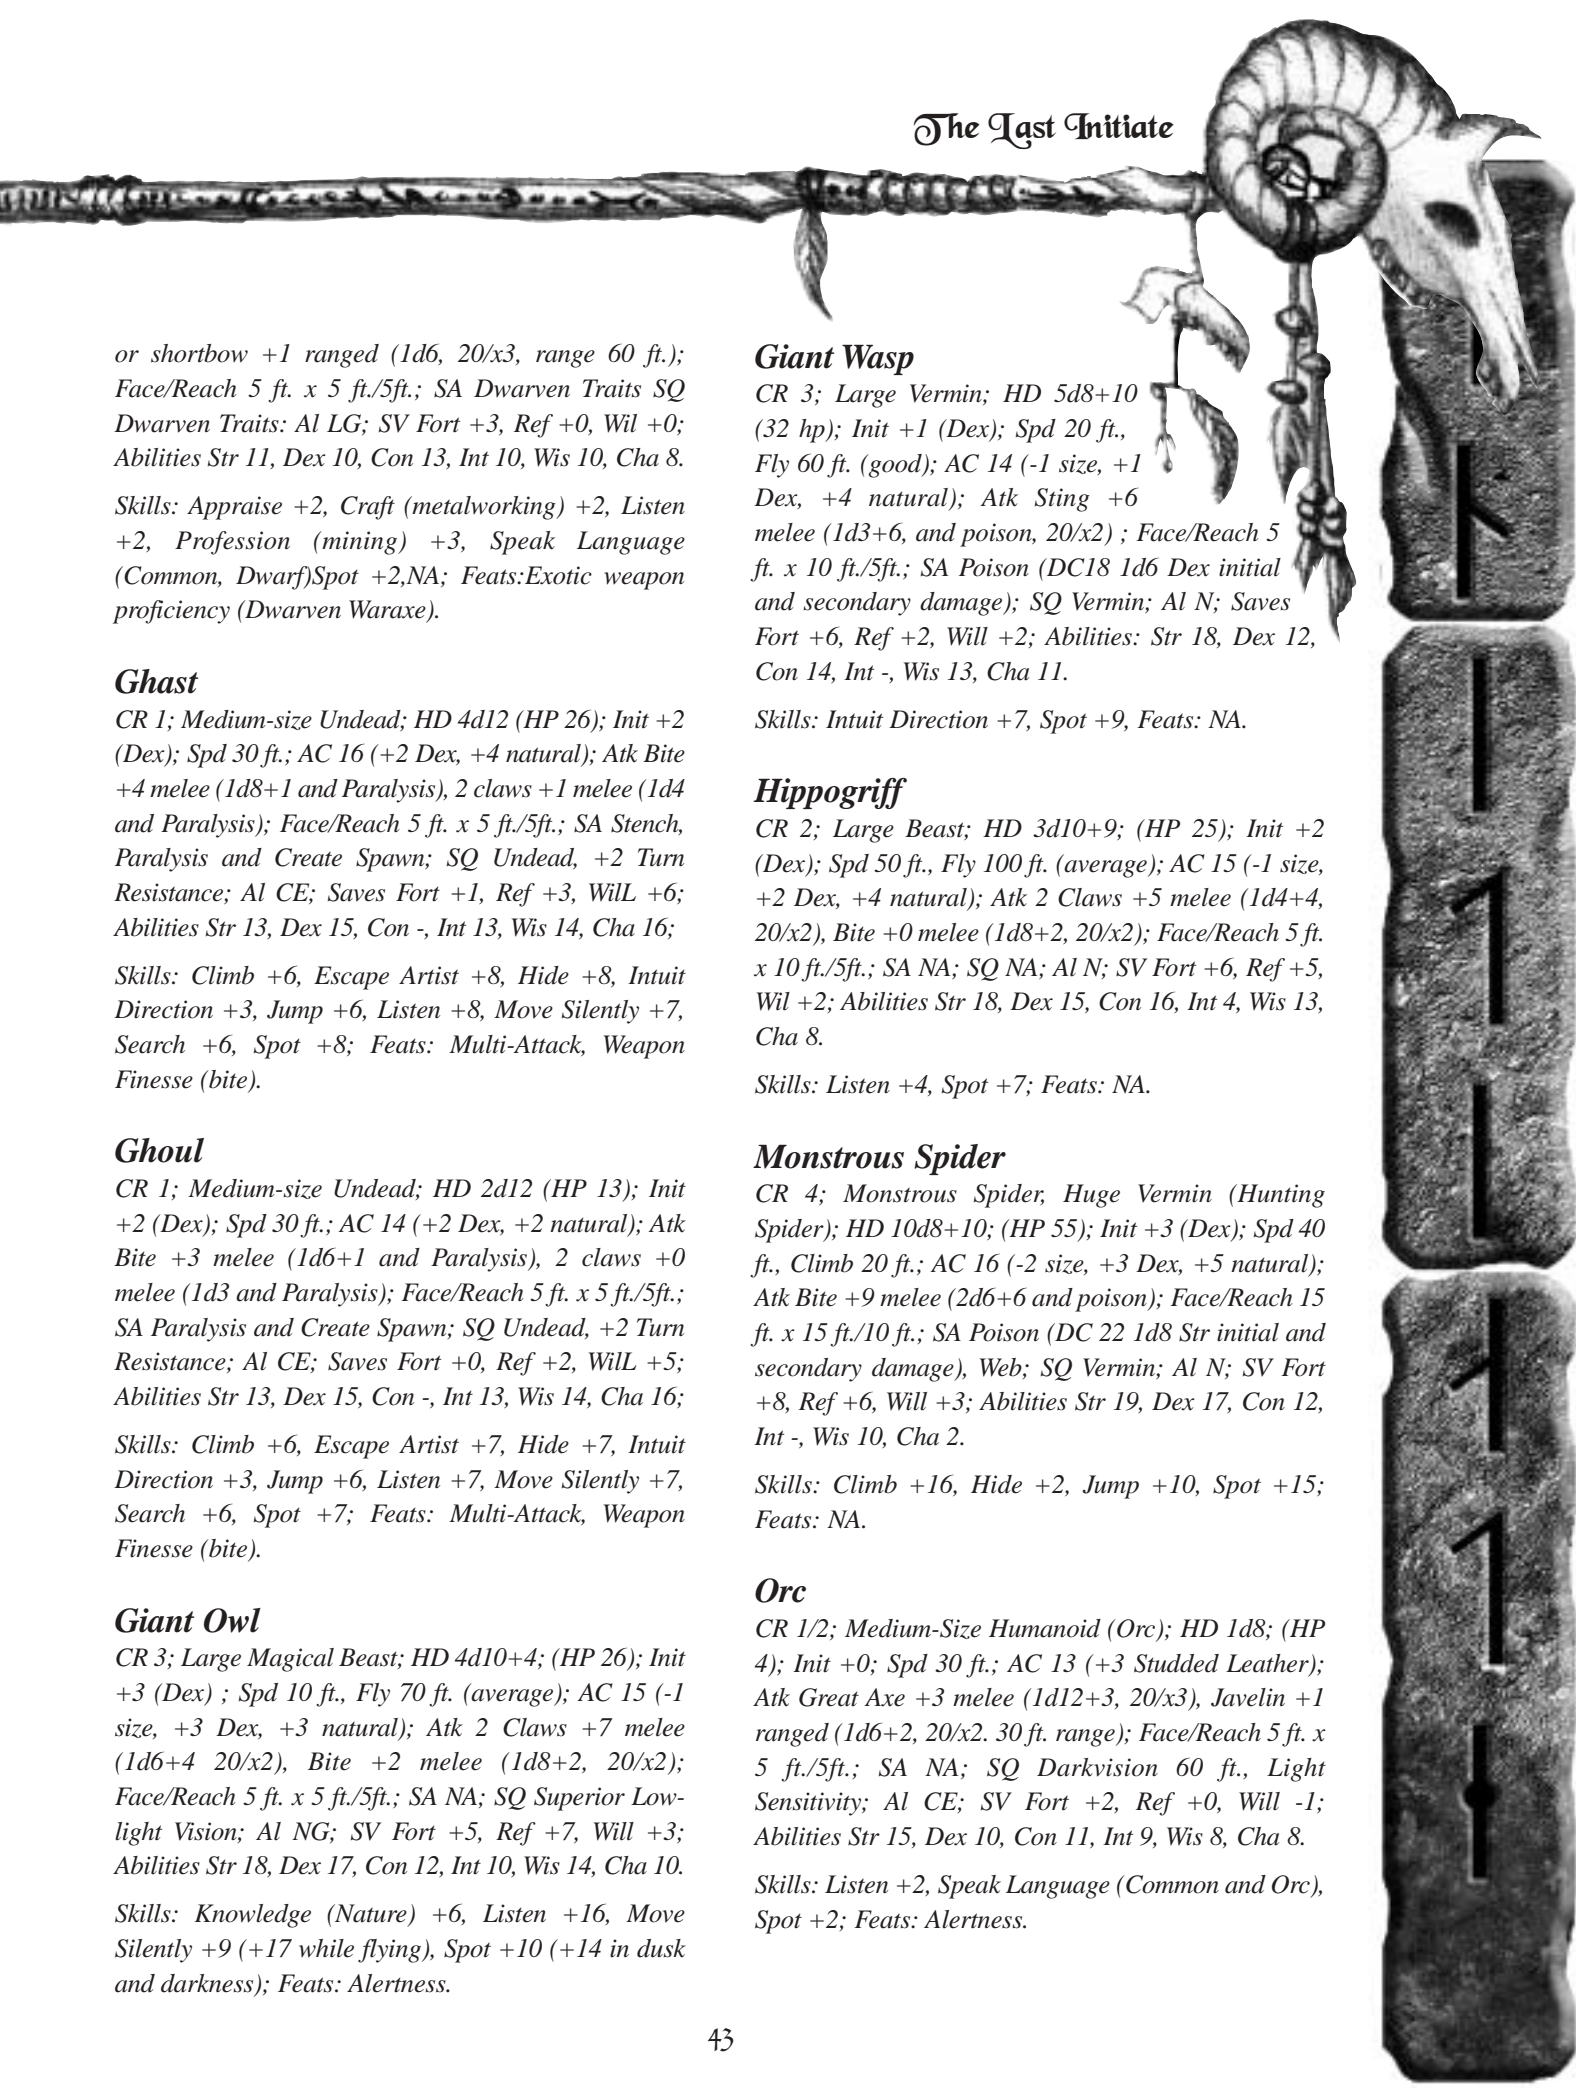 The Last Initiate
or shortbow +1 ranged (1d6, 20/x3, range 60 ft.);
Face/Reach 5 ft. x 5 ft./5ft.; SA Dwarven Traits SQ
Dwarven Traits: Al LG; SV Fort +3, Ref +0, Wil +0;
Abilities Str 11, Dex 10, Con 13, Int 10, Wis 10, Cha 8.
Skills: Appraise +2, Craft (metalworking) +2, Listen
+2, Profession (mining) +3, Speak Language
(Common, Dwarf)Spot +2,NA; Feats:Exotic weapon
proficiency (Dwarven Waraxe).
Ghast
CR 1; Medium-size Undead; HD 4d12 (HP 26); Init +2
(Dex); Spd 30 ft.; AC 16 (+2 Dex, +4 natural); Atk Bite
+4 melee (1d8+1 and Paralysis), 2 claws +1 melee (1d4
and Paralysis); Face/Reach 5 ft. x 5 ft./5ft.; SA Stench,
Paralysis and Create Spawn; SQ Undead, +2 Turn
Resistance; Al CE; Saves Fort +1, Ref +3, WilL +6;
Abilities Str 13, Dex 15, Con -, Int 13, Wis 14, Cha 16;
Skills: Climb +6, Escape Artist +8, Hide +8, Intuit
Direction +3, Jump +6, Listen +8, Move Silently +7,
Search +6, Spot +8; Feats: Multi-Attack, Weapon
Finesse (bite).
Ghoul
CR 1; Medium-size Undead; HD 2d12 (HP 13); Init
+2 (Dex); Spd 30 ft.; AC 14 (+2 Dex, +2 natural); Atk
Bite +3 melee (1d6+1 and Paralysis), 2 claws +0
melee (1d3 and Paralysis); Face/Reach 5 ft. x 5 ft./5ft.;
SA Paralysis and Create Spawn; SQ Undead, +2 Turn
Resistance; Al CE; Saves Fort +0, Ref +2, WilL +5;
Abilities Str 13, Dex 15, Con -, Int 13, Wis 14, Cha 16;
Skills: Climb +6, Escape Artist +7, Hide +7, Intuit
Direction +3, Jump +6, Listen +7, Move Silently +7,
Search +6, Spot +7; Feats: Multi-Attack, Weapon
Finesse (bite).
Giant Owl
CR 3; Large Magical Beast; HD 4d10+4; (HP 26); Init
+3 (Dex) ; Spd 10 ft., Fly 70 ft. (average); AC 15 (-1
size, +3 Dex, +3 natural); Atk 2 Claws +7 melee
(1d6+4 20/x2), Bite +2 melee (1d8+2, 20/x2);
Face/Reach 5 ft. x 5 ft./5ft.; SA NA; SQ Superior Low-
light Vision; Al NG; SV Fort +5, Ref +7, Will +3;
Abilities Str 18, Dex 17, Con 12, Int 10, Wis 14, Cha 10.
Skills: Knowledge (Nature) +6, Listen +16, Move
Silently +9 (+17 while flying), Spot +10 (+14 in dusk
and darkness); Feats: Alertness.
Giant Wasp
CR 3; Large Vermin; HD 5d8+10
(32 hp); Init +1 (Dex); Spd 20 ft.,
Fly 60 ft. (good); AC 14 (-1 size, +1
Dex, +4 natural); Atk Sting +6
melee (1d3+6, and poison, 20/x2) ; Face/Reach 5
ft. x 10 ft./5ft.; SA Poison (DC18 1d6 Dex initial
and secondary damage); SQ Vermin; Al N; Saves
Fort +6, Ref +2, Will +2; Abilities: Str 18, Dex 12,
Con 14, Int -, Wis 13, Cha 11.
Skills: Intuit Direction +7, Spot +9, Feats: NA.
Hippogriff
CR 2; Large Beast; HD 3d10+9; (HP 25); Init +2
(Dex); Spd 50 ft., Fly 100 ft. (average); AC 15 (-1 size,
+2 Dex, +4 natural); Atk 2 Claws +5 melee (1d4+4,
20/x2), Bite +0 melee (1d8+2, 20/x2); Face/Reach 5 ft.
x 10 ft./5ft.; SA NA; SQ NA; Al N; SV Fort +6, Ref +5,
Wil +2; Abilities Str 18, Dex 15, Con 16, Int 4, Wis 13,
Cha 8.
Skills: Listen +4, Spot +7; Feats: NA.
Monstrous Spider
CR 4; Monstrous Spider, Huge Vermin (Hunting
Spider); HD 10d8+10; (HP 55); Init +3 (Dex); Spd 40
ft., Climb 20 ft.; AC 16 (-2 size, +3 Dex, +5 natural);
Atk Bite +9 melee (2d6+6 and poison); Face/Reach 15
ft. x 15 ft./10 ft.; SA Poison (DC 22 1d8 Str initial and
secondary damage), Web; SQ Vermin; Al N; SV Fort
+8, Ref +6, Will +3; Abilities Str 19, Dex 17, Con 12,
Int -, Wis 10, Cha 2.
Skills: Climb +16, Hide +2, Jump +10, Spot +15;
Feats: NA.
Orc
CR 1/2; Medium-Size Humanoid (Orc); HD 1d8; (HP
4); Init +0; Spd 30 ft.; AC 13 (+3 Studded Leather);
Atk Great Axe +3 melee (1d12+3, 20/x3), Javelin +1
ranged (1d6+2, 20/x2. 30 ft. range); Face/Reach 5 ft. x
5 ft./5ft.; SA NA; SQ Darkvision 60 ft., Light
Sensitivity; Al CE; SV Fort +2, Ref +0, Will -1;
Abilities Str 15, Dex 10, Con 11, Int 9, Wis 8, Cha 8.
Skills: Listen +2, Speak Language (Common and Orc),
Spot +2; Feats: Alertness.
43